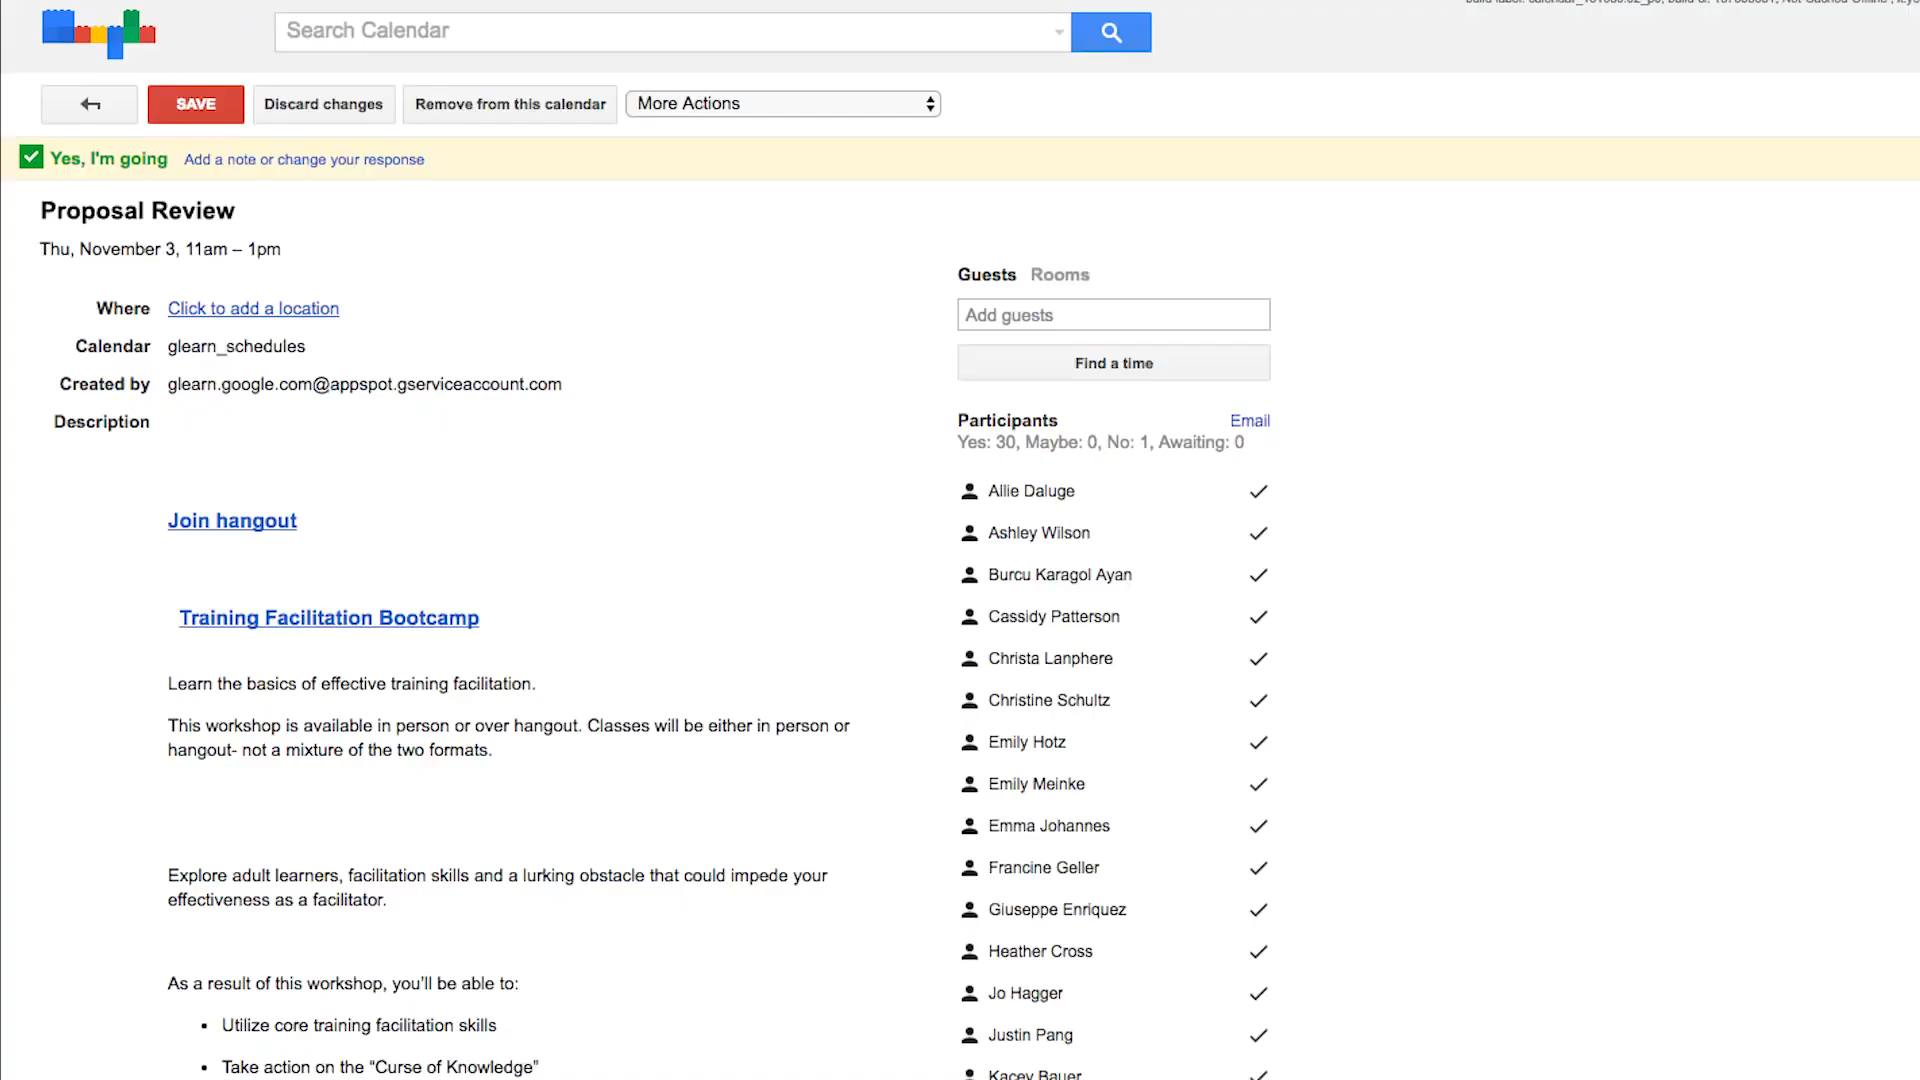 Search Calendar
SAVE
Discard changes
Remove from this calendar
More Actions
Yes, I'm going
Add a note or change your response
Proposal Review
Thu, November 3, 11am – 1pm
Where
Click to add a location
Calendar
glearn_schedules
Created by
glearn.google.com@appspot.gserviceaccount.com
Description
Join hangout
Training Facilitation Bootcamp
Learn the basics of effective training facilitation.
This workshop is available in person or over hangout. Classes will be either in person or
hangout- not a mixture of the two formats.
Explore adult learners, facilitation skills and a lurking obstacle that could impede your
effectiveness as a facilitator.
As a result of this workshop, you'll be able to:
• Utilize core training facilitation skills
• Take action on the “Curse of Knowledge”
Guests Rooms
Add guests
Find a time
Participants
Email
Yes: 30, Maybe: 0, No: 1, Awaiting: 0
Allie Daluge
Ashley Wilson
Burcu Karagol Ayan
Cassidy Patterson
Christa Lanphere
Christine Schultz
Emily Hotz
Emily Meinke
Emma Johannes
Francine Geller
Giuseppe Enriquez
Heather Cross
Jo Hagger
Justin Pang
Kacey Bauer